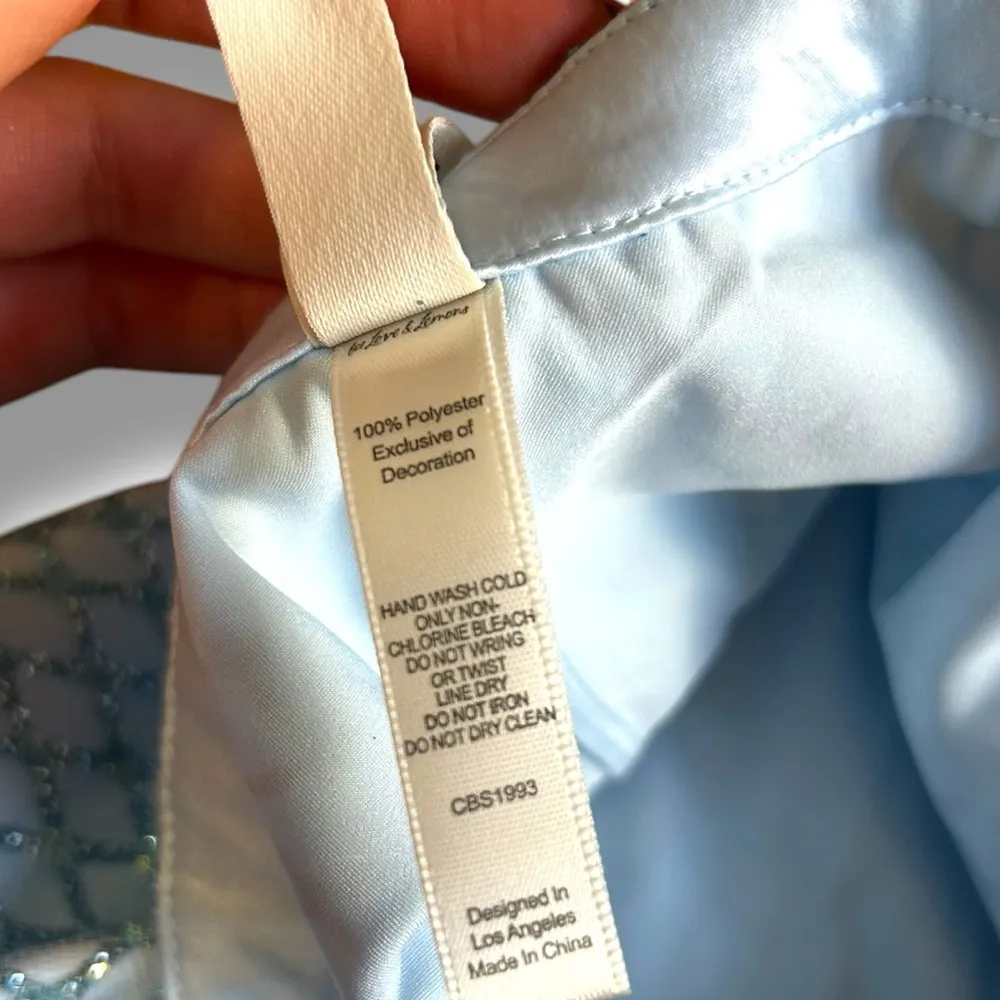 for Love & Lemons
100% Polyester
Exclusive of
Decoration
HAND WASH COLD
ONLY NON-
CHLORINE BLEACH
DO NOT WRING
OR TWIST
LINE DRY
DO NOT IRON
DO NOT DRY CLEAN
CBS1993
Designed In
Los Angeles
Made In China